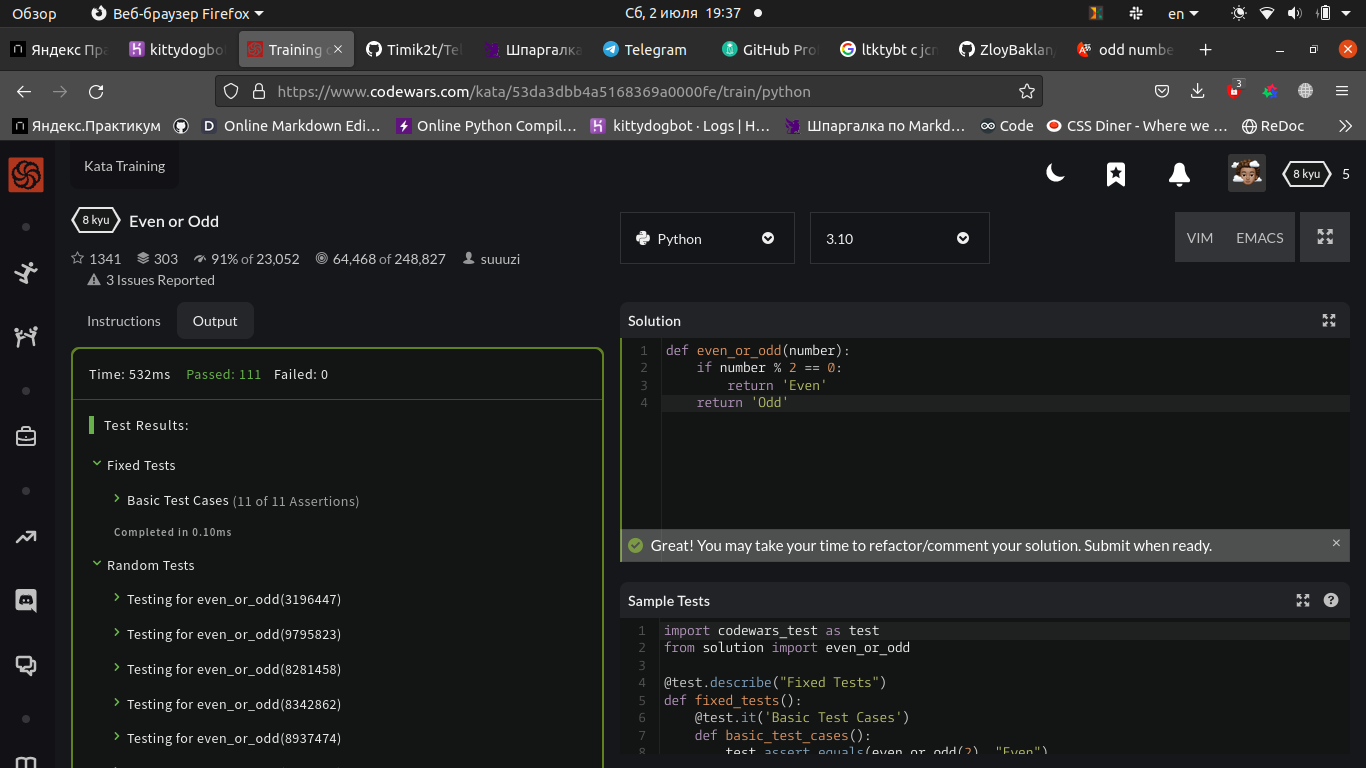 Обзор Веб-браузер Firefox Сб, 2 июля 19:37 en
Яндекс Пра kittydogbo Training Timik2t/Tel Шпаргалка Telegram GitHub Pro ltktybt c jcn ZloyBaklan odd numbe
https://www.codewars.com/kata/53da3dbb4a5168369a0000fe/train/python 3
Яндекс.Практикум Online Markdown Edi… Online Python Compil… kittydogbot · Logs | H… Шпаргалка по Markd… Code CSS Diner - Where we … ReDoc
Kata Training
8 kyu 5
8 kyu Even or Odd
1341 303 91% of 23,052 64,468 of 248,827 suuuzi
3 Issues Reported
Python 3.10 VIM EMACS
Instructions Output
Time: 532ms Passed: 111 Failed: 0
Test Results:
Fixed Tests
Basic Test Cases (11 of 11 Assertions)
Completed in 0.10ms
Random Tests
Testing for even_or_odd(3196447)
Testing for even_or_odd(9795823)
Testing for even_or_odd(8281458)
Testing for even_or_odd(8342862)
Testing for even_or_odd(8937474)
Solution
1 def even_or_odd(number):
2 if number % 2 == 0:
3 return 'Even'
4 return 'Odd'
Great! You may take your time to refactor/comment your solution. Submit when ready.
Sample Tests
1 import codewars_test as test
2 from solution import even_or_odd
3
4 @test.describe("Fixed Tests")
5 def fixed_tests():
6 @test.it('Basic Test Cases')
7 def basic_test_cases():
8 test.assert_equals(even_or_odd(2), "Even")